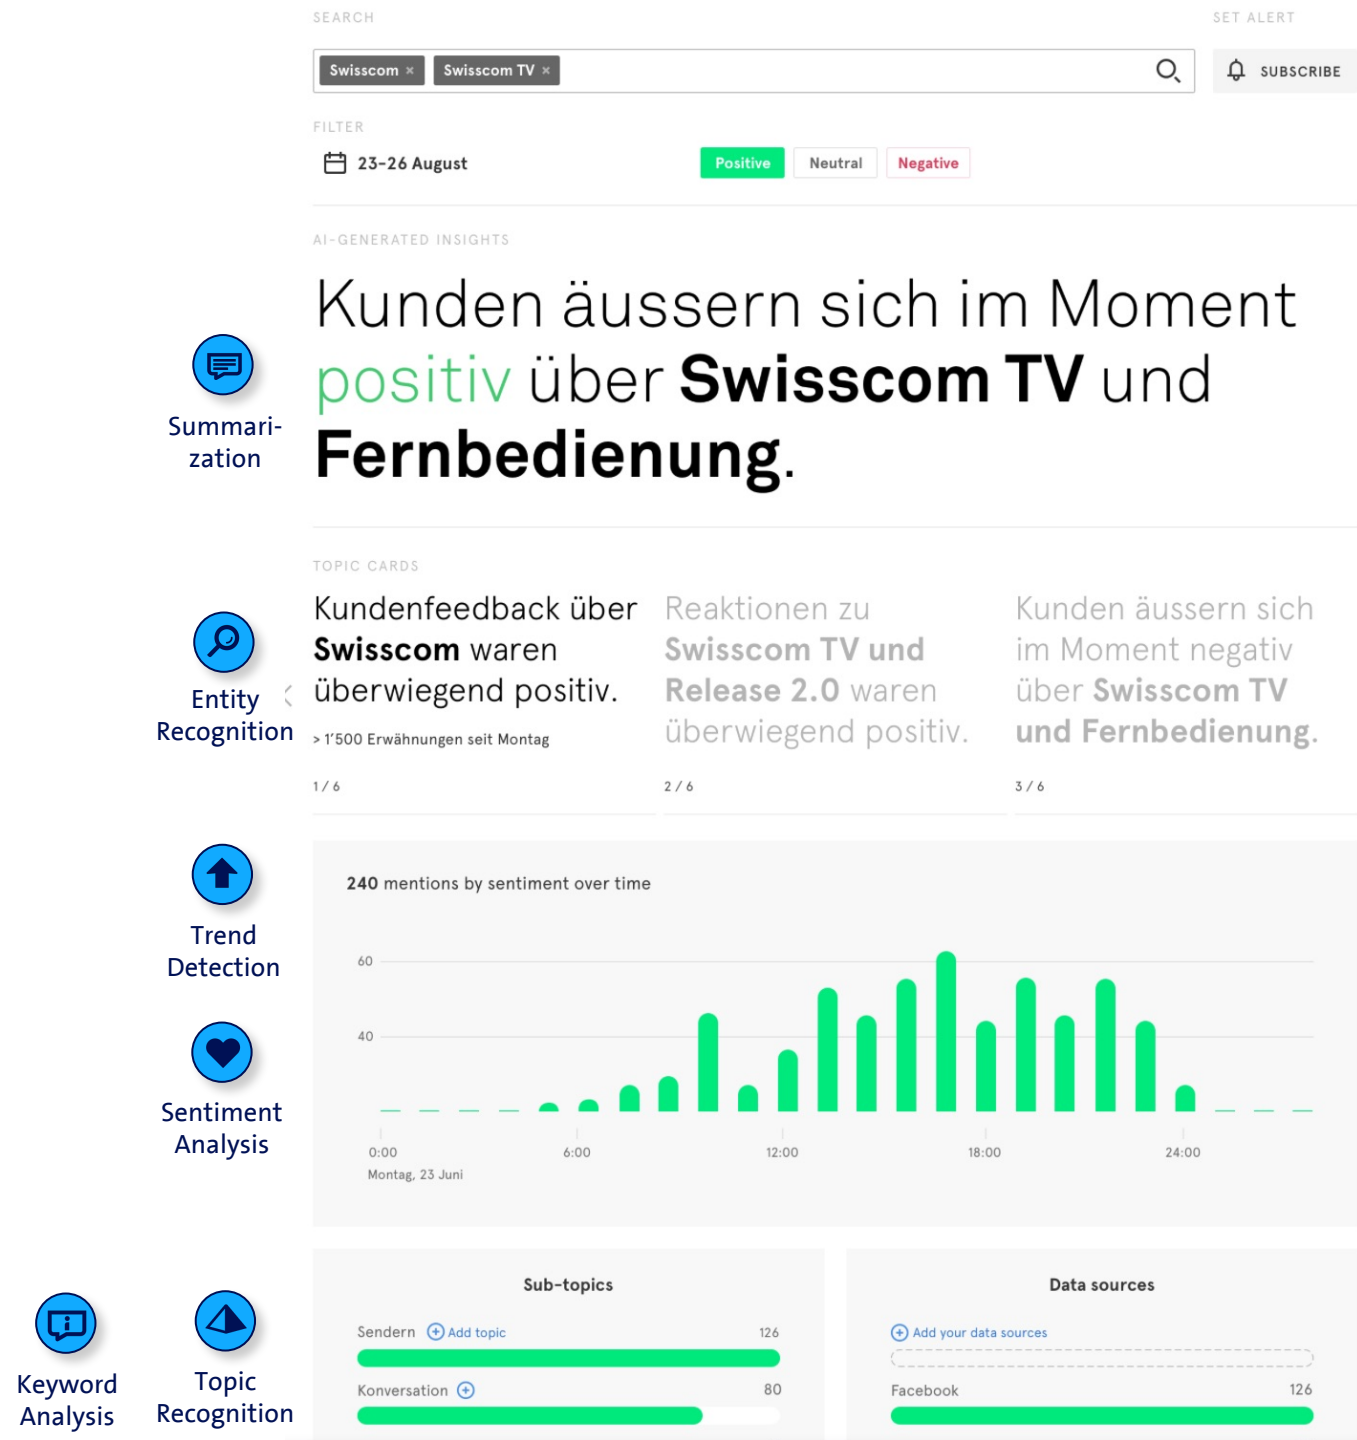 SEARCH
SET ALERT
Swisscom ×
Swisscom TV ×
SUBSCRIBE
FILTER
23-26 August
Positive
Neutral
Negative
AI-GENERATED INSIGHTS
Kunden äussern sich im Moment
positiv über Swisscom TV und
Fernbedienung.
Summari-
zation
TOPIC CARDS
Kundenfeedback über
Swisscom waren
überwiegend positiv.
> 1'500 Erwähnungen seit Montag
1 / 6
Reaktionen zu
Swisscom TV und
Release 2.0 waren
überwiegend positiv.
2 / 6
Kunden äussern sich
im Moment negativ
über Swisscom TV
und Fernbedienung.
3 / 6
Entity
Recognition
Trend
Detection
Sentiment
Analysis
240 mentions by sentiment over time
60
40
0:00
6:00
12:00
18:00
24:00
Montag, 23 Juni
Keyword
Analysis
Topic
Recognition
Sub-topics
Sendern
Add topic
126
Konversation
80
Data sources
Add your data sources
Facebook
126